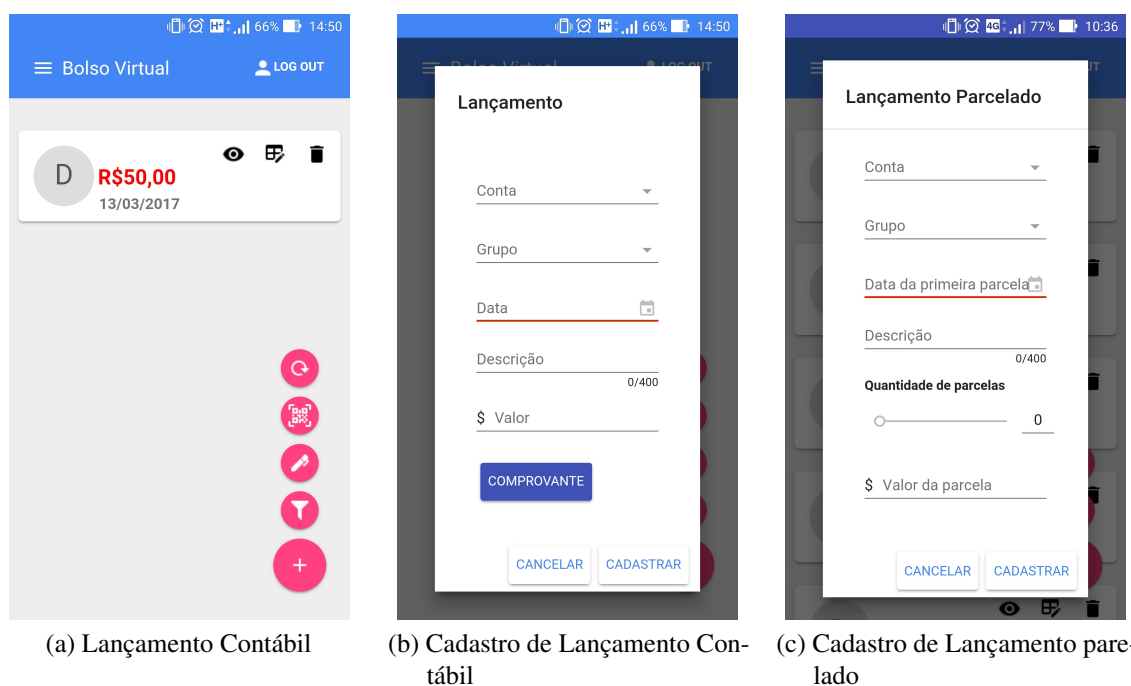 66% 14:50
Bolso Virtual LOG OUT
D
R$50,00
13/03/2017
(a) Lançamento Contábil
H+ 66% 14:50
Lançamento
Conta
Grupo
Data
Descrição
0/400
$ Valor
COMPROVANTE
CANCELAR CADASTRAR
(b) Cadastro de Lançamento Con-
tábil
4G 77% 10:36
Lançamento Parcelado
Conta
Grupo
Data da primeira parcela
Descrição
0/400
Quantidade de parcelas
0
$ Valor da parcela
CANCELAR CADASTRAR
(c) Cadastro de Lançamento parce-
lado